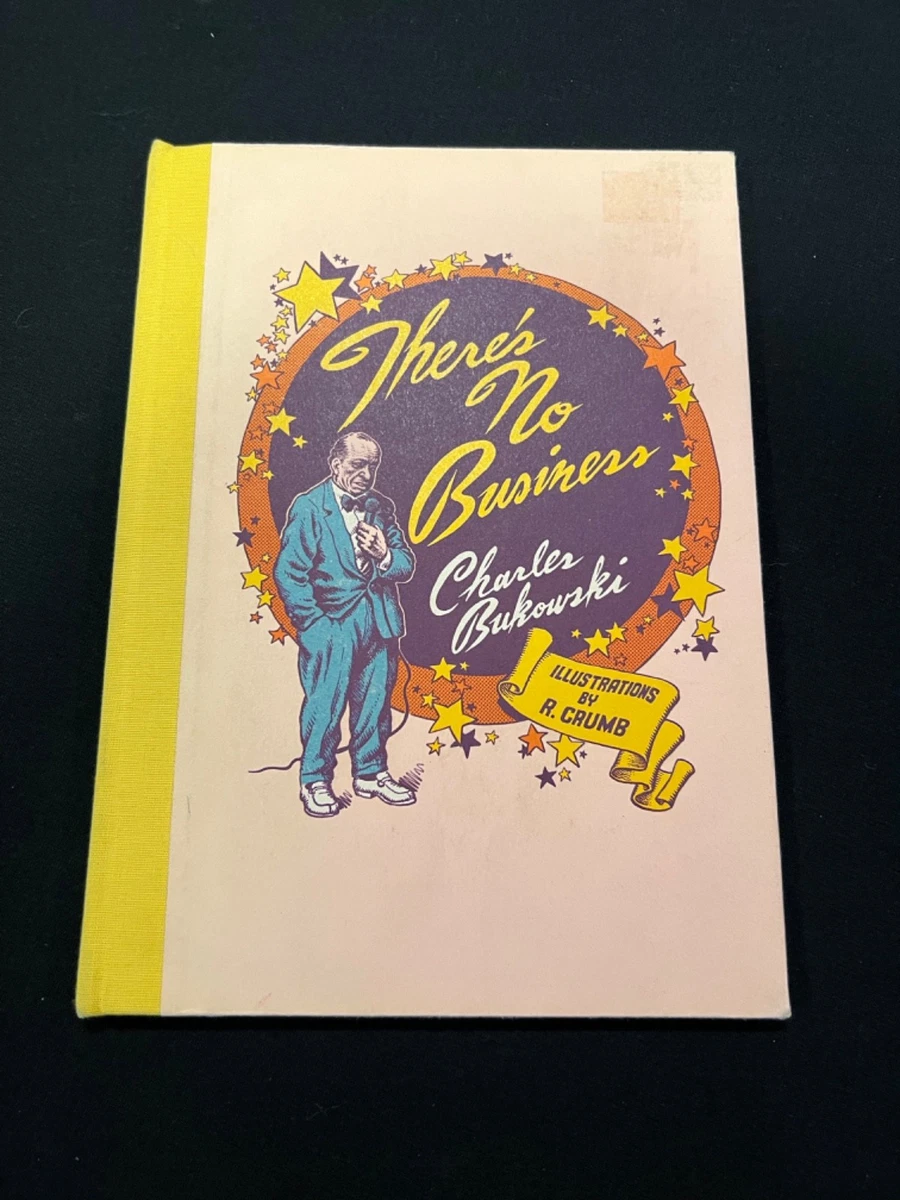 There's
No
Business
Charles
Bukowski
ILLUSTRATIONS
BY
R. CRUMB